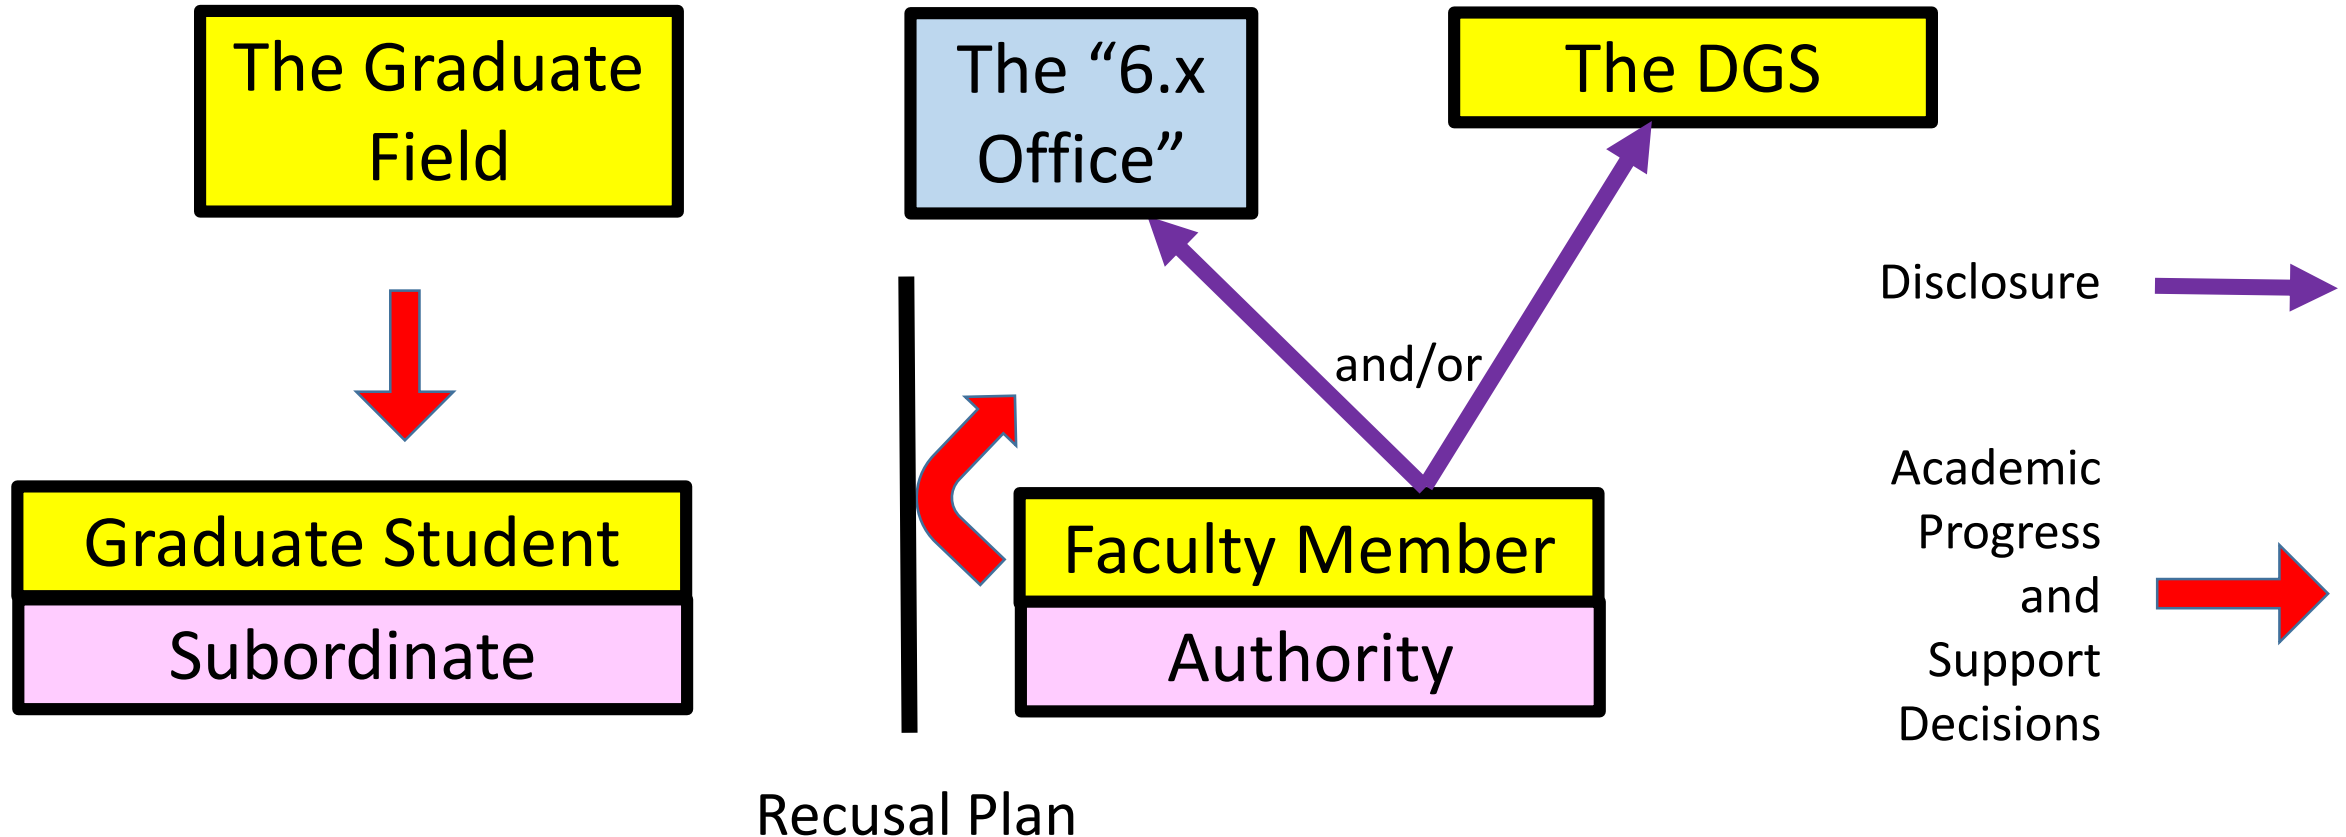 The Graduate
Field
The “6.x
Office”
The DGS
Disclosure
and/or
Academic
Progress
and
Support
Decisions
Graduate Student
Subordinate
Faculty Member
Authority
Recusal Plan